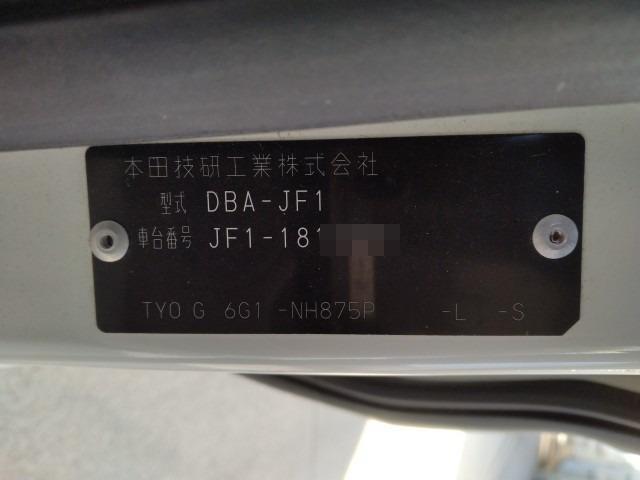 本田技研工業株式会社
型式 DBA-JF1
車台番号 JF1-181
TYO G 6G1 -NH875P -L -S